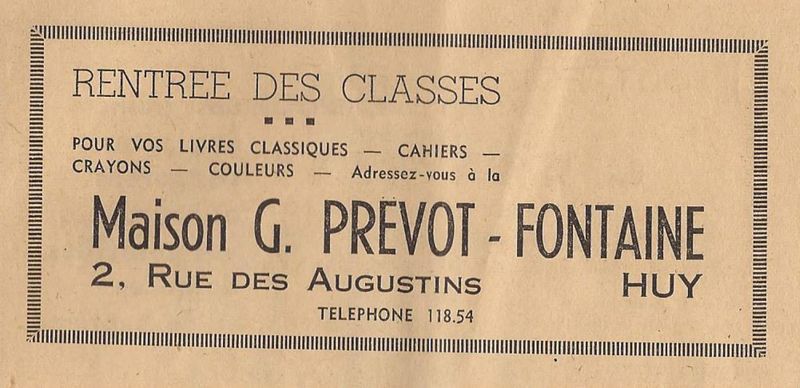 RENTREE DES CLASSES
POUR VOS LIVRES CLASSIQUES — CAHIERS —
CRAYONS — COULEURS — Adressez-vous à la
Maison G. PREVOT - FONTAINE
2, RUE DES AUGUSTINS HUY
TELEPHONE 118.54